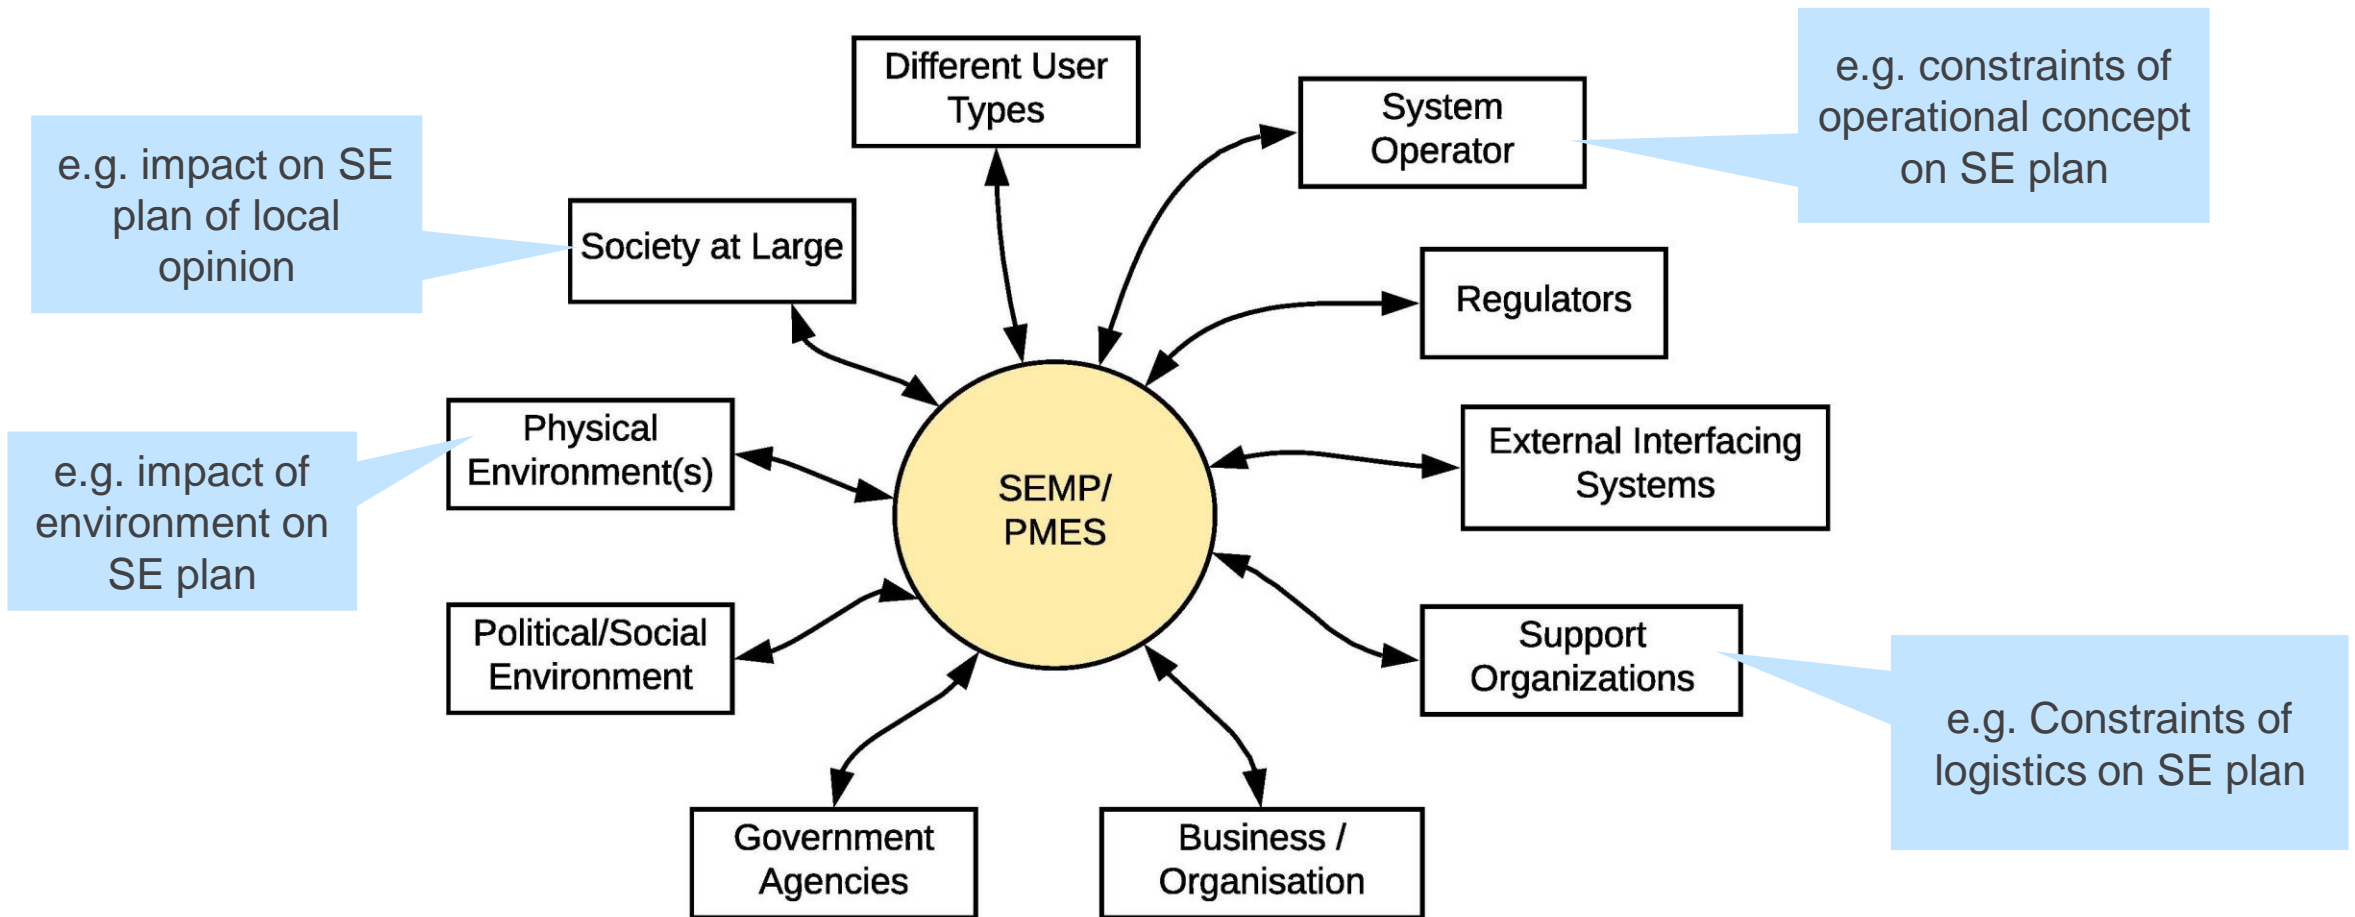 Different User
Types
System
Operator
e.g. constraints of
operational concept
on SE plan
e.g. impact on SE
plan of local
opinion
Society at Large
Regulators
Physical
Environment(s)
External Interfacing
Systems
e.g. impact of
environment on
SE plan
SEMP/
PMES
Political/Social
Environment
Support
Organizations
e.g. Constraints of
logistics on SE plan
Government
Agencies
Business /
Organisation